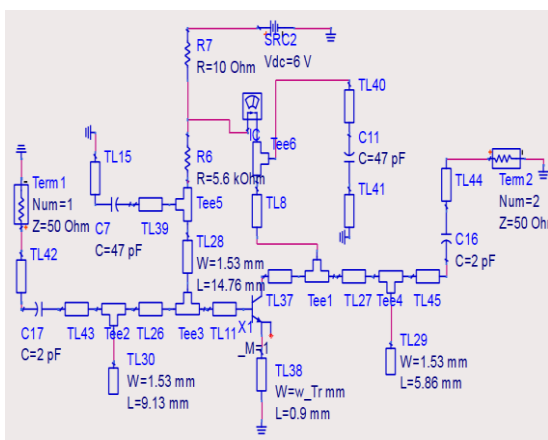 SRC2
Vdc=6 V
R7
R=10 Ohm
IC
Tee6
TL40
C11
C=47 pF
TL41
TL15
R6
R=5.6 kOhm
Tee5
Term1
Num=1
Z=50 Ohm
C7
C=47 pF
TL39
TL8
TL44
Term2
Num=2
Z=50 Ohm
TL42
TL28
W=1.53 mm
L=14.76 mm
C16
C=2 pF
TL37
Tee1
TL27
Tee4
TL45
C17
C=2 pF
TL43
Tee2
TL26
Tee3
TL11
X1
_M=1
TL30
W=1.53 mm
L=9.13 mm
TL38
W=w_Tr mm
L=0.9 mm
TL29
W=1.53 mm
L=5.86 mm